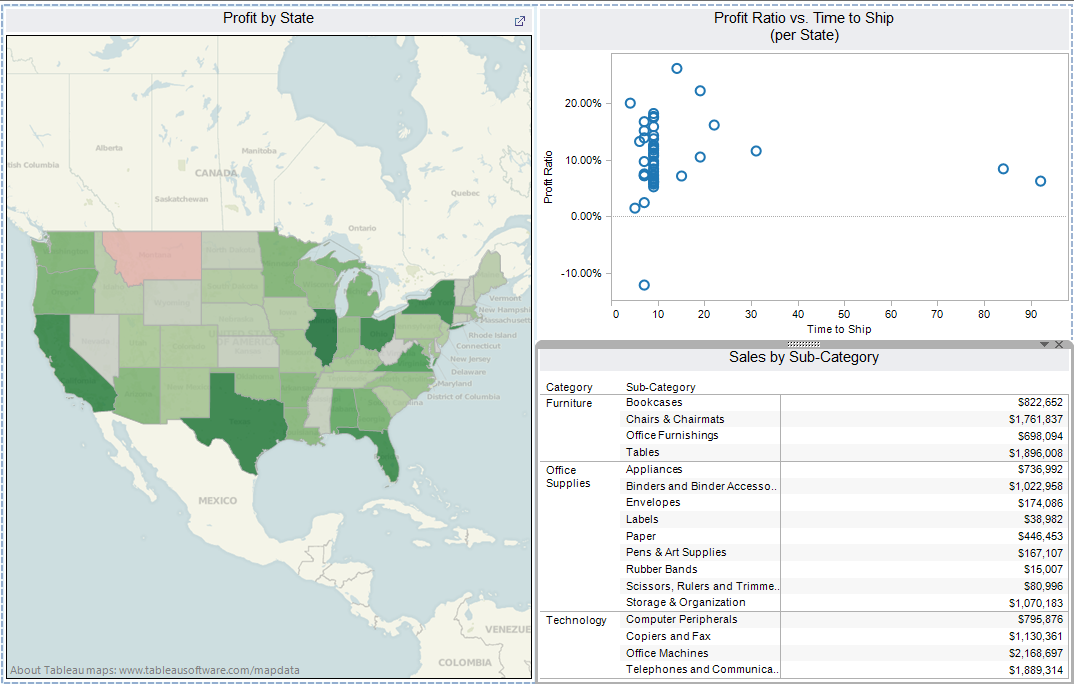 Profit by State
Alberta
Manitoba
CANADA
Saskatchewan
Quebec
Ontario
Vermont
New Hampshire
Massachusetts
Rhode Island
Connecticut
New Jersey
Delaware
Maryland
District of Columbia
UNITED STATES
OF AMERICA
MEXICO
VENEZUE
COLOMBIA
About Tableau maps: www.tableausoftware.com/mapdata
Profit Ratio vs. Time to Ship
(per State)
Profit Ratio
20.00%
10.00%
0.00%
-10.00%
0 10 20 30 40 50 60 70 80 90
Time to Ship
Sales by Sub-Category
Category Sub-Category
Furniture Bookcases $822,652
Chairs & Chairmats $1,761,837
Office Furnishings $698,094
Tables $1,896,008
Office Supplies Appliances $736,992
Binders and Binder Accesso.. $1,022,958
Envelopes $174,086
Labels $38,982
Paper $446,453
Pens & Art Supplies $167,107
Rubber Bands $15,007
Scissors, Rulers and Trimme.. $80,996
Storage & Organization $1,070,183
Technology Computer Peripherals $795,876
Copiers and Fax $1,130,361
Office Machines $2,168,697
Telephones and Communica.. $1,889,314